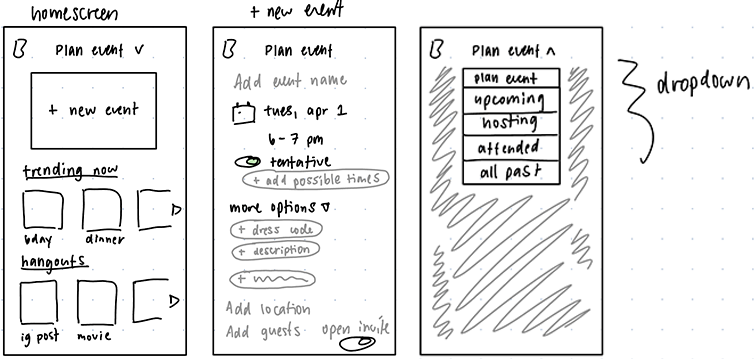 homescreen
B Plan event v
+ new event
trending now
bday dinner
hangouts
ig post movie
+ new event
B Plan event
Add event name
tues, apr 1
6-7 pm
tentative
+ add possible times
more options ▽
+ dress code
+ description
+
Add location
Add guests open invite
B Plan event ^
plan event
upcoming
hosting
attended
all past
dropdown